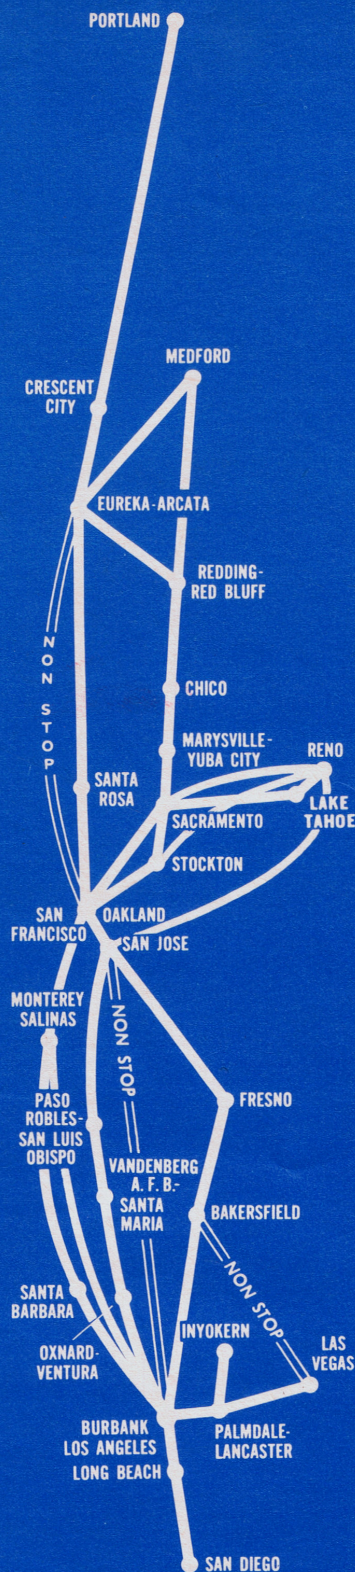 PORTLAND
MEDFORD
CRESCENT
CITY
EUREKA-ARCATA
REDDING-
RED BLUFF
NON STOP
CHICO
MARYSVILLE-
YUBA CITY
RENO
SANTA
ROSA
LAKE
TAHOE
SACRAMENTO
STOCKTON
SAN
FRANCISCO
OAKLAND
SAN JOSE
MONTEREY
SALINAS
NON STOP
PASO
ROBLES-
SAN LUIS
OBISPO
FRESNO
VANDENBERG
A.F.B.-
SANTA
MARIA
BAKERSFIELD
NON STOP
SANTA
BARBARA
OXNARD-
VENTURA
INYOKERN
LAS
VEGAS
BURBANK
LOS ANGELES
PALMDALE-
LANCASTER
LONG BEACH
SAN DIEGO